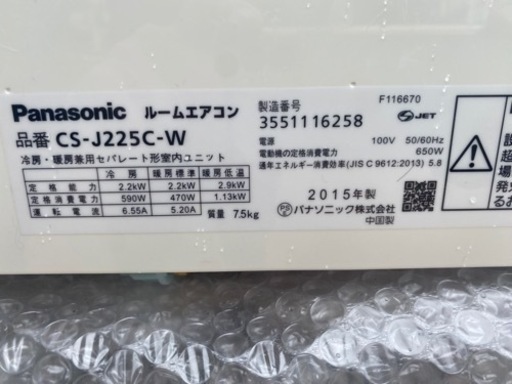 Panasonic ルームエアコン
品番 CS-J225C-W
冷房・暖房兼用セパレート形室内ユニット
冷房 暖房標準 暖房低温
定格能力 2.2kW 2.2kW 2.9kW
定格消費電力 590W 470W 1.13kW
運転電流 6.55A 5.20A
質量 7.5kg
製造番号
3551116258
F116670
JET
電源 100V 50/60Hz
電動機の定格消費電力 650W
通年エネルギー消費効率(JIS C 9612:2013) 5.8
2015年製
PS パナソニック株式会社
中国製